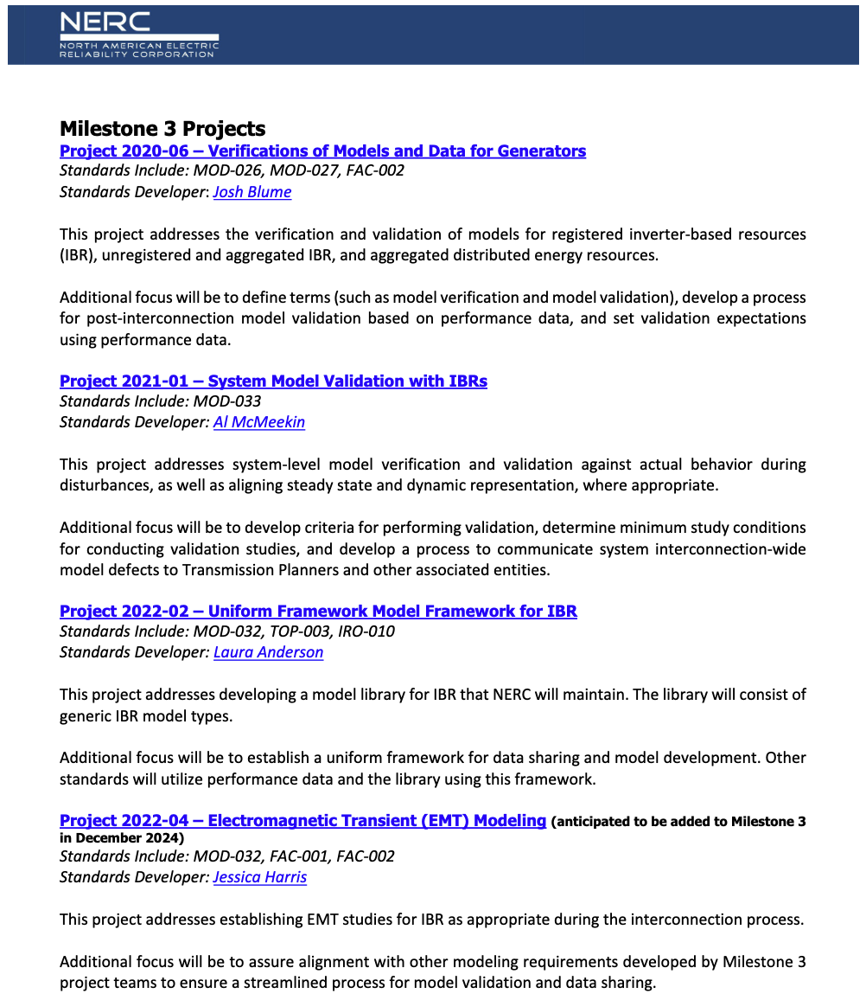 NERC
NORTH AMERICAN ELECTRIC
RELIABILITY CORPORATION
Milestone 3 Projects
Project 2020-06 – Verifications of Models and Data for Generators
Standards Include: MOD-026, MOD-027, FAC-002
Standards Developer: Josh Blume
This project addresses the verification and validation of models for registered inverter-based resources
(IBR), unregistered and aggregated IBR, and aggregated distributed energy resources.
Additional focus will be to define terms (such as model verification and model validation), develop a process
for post-interconnection model validation based on performance data, and set validation expectations
using performance data.
Project 2021-01 – System Model Validation with IBRs
Standards Include: MOD-033
Standards Developer: Al McMeekin
This project addresses system-level model verification and validation against actual behavior during
disturbances, as well as aligning steady state and dynamic representation, where appropriate.
Additional focus will be to develop criteria for performing validation, determine minimum study conditions
for conducting validation studies, and develop a process to communicate system interconnection-wide
model defects to Transmission Planners and other associated entities.
Project 2022-02 – Uniform Framework Model Framework for IBR
Standards Include: MOD-032, TOP-003, IRO-010
Standards Developer: Laura Anderson
This project addresses developing a model library for IBR that NERC will maintain. The library will consist of
generic IBR model types.
Additional focus will be to establish a uniform framework for data sharing and model development. Other
standards will utilize performance data and the library using this framework.
Project 2022-04 – Electromagnetic Transient (EMT) Modeling (anticipated to be added to Milestone 3
in December 2024)
Standards Include: MOD-032, FAC-001, FAC-002
Standards Developer: Jessica Harris
This project addresses establishing EMT studies for IBR as appropriate during the interconnection process.
Additional focus will be to assure alignment with other modeling requirements developed by Milestone 3
project teams to ensure a streamlined process for model validation and data sharing.